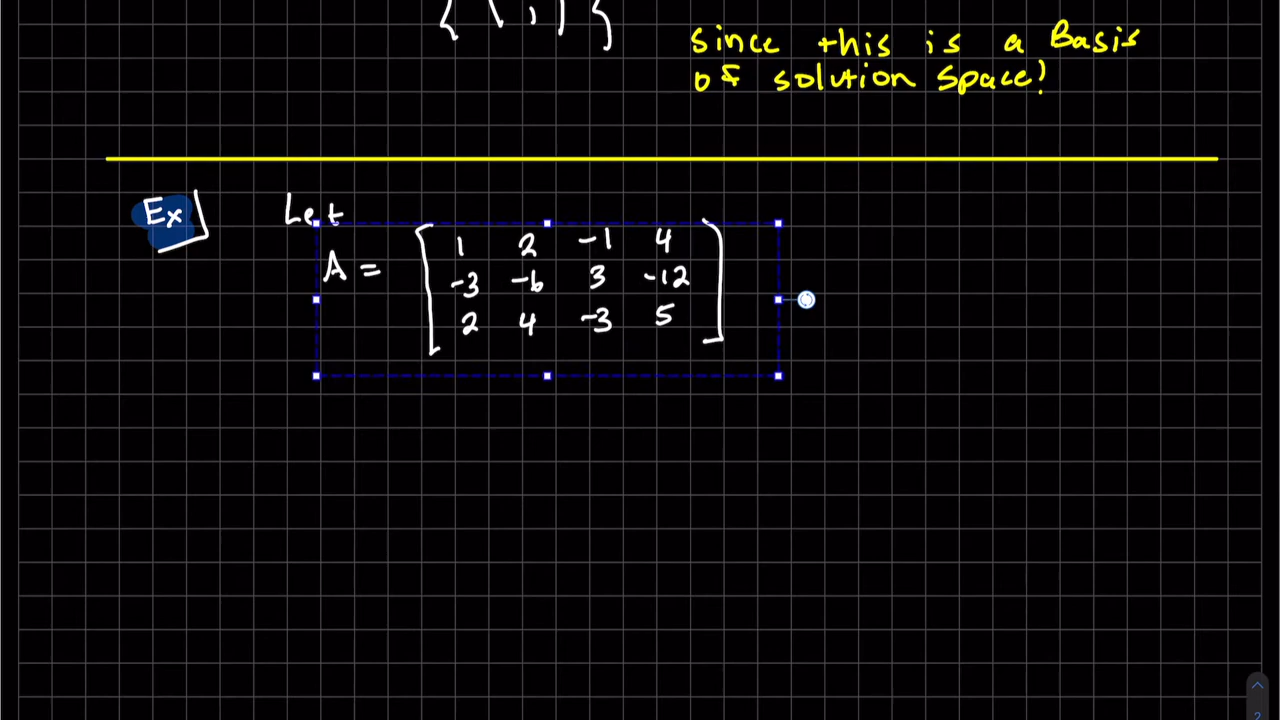 { [ , ] }
since this is a Basis
of solution space!
Ex
Let
A = [ 1 2 -1 4
-3 -6 3 -12
2 4 -3 5 ]
2